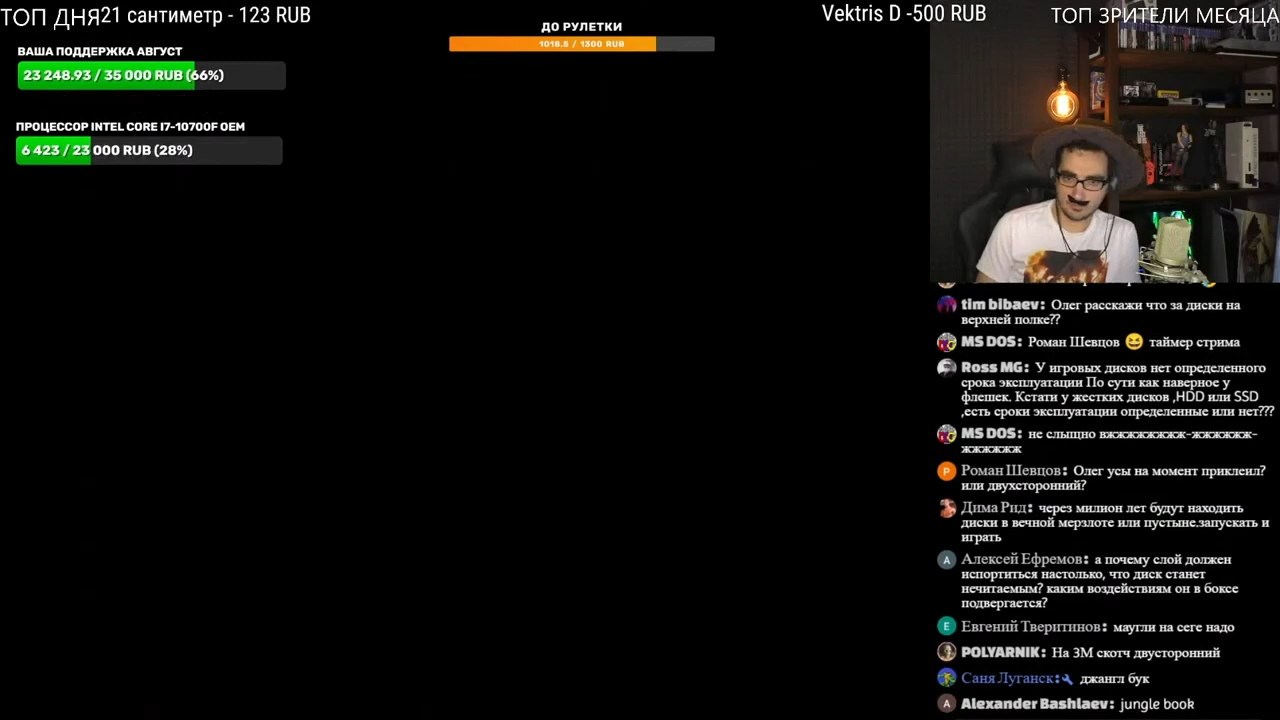 ТОП ДНЯ21 сантиметр - 123 RUB
Vektris D -500 RUB
ТОП ЗРИТЕЛИ МЕСЯЦА
ДО РУЛЕТКИ
1018.5 / 1300 RUB
ВАША ПОДДЕРЖКА АВГУСТ
23 248.93 / 35 000 RUB (66%)
ПРОЦЕССОР INTEL CORE I7-10700F OEM
6 423 / 23 000 RUB (28%)
tim bibaev: Олег расскажи что за диски на
верхней полке??
MS DOS: Роман Шевцов 😆 таймер стрима
Ross MG: У игровых дисков нет определенного
срока эксплуатации По сути как наверное у
флешек. Кстати у жестких дисков ,HDD или SSD
,есть сроки эксплуатации определенные или нет???
MS DOS: не слыщно вжжжжжжжж-жжжжжж-
жжжжжж
Р Роман Шевцов: Олег усы на момент приклеил?
или двухсторонний?
Дима Рид: через милион лет будут находить
диски в вечной мерзлоте или пустыне.запускать и
играть
А Алексей Ефремов: а почему слой должен
испортиться настолько, что диск станет
нечитаемым? каким воздействиям он в боксе
подвергается?
Е Евгений Тверитинов: маугли на сеге надо
POLYARNIK: На 3М скотч двусторонний
Саня Луганск: джангл бук
A Alexander Bashlaev: jungle book